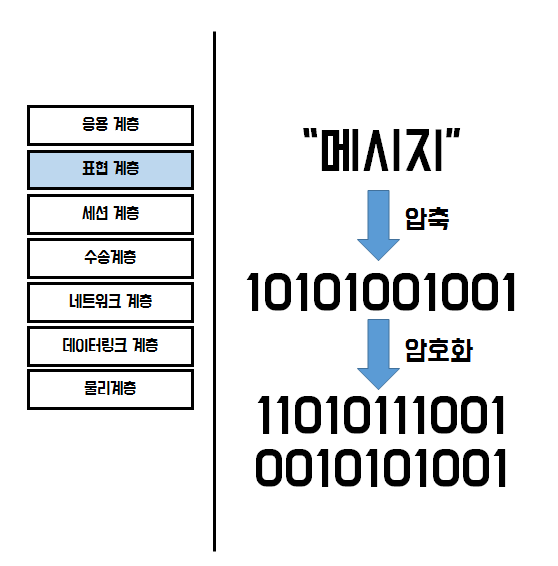 응용 계층
표현 계층
세션 계층
수송계층
네트워크 계층
데이터링크 계층
물리계층
“메시지”
압축
10101001001
암호화
11010111001
00101010​01